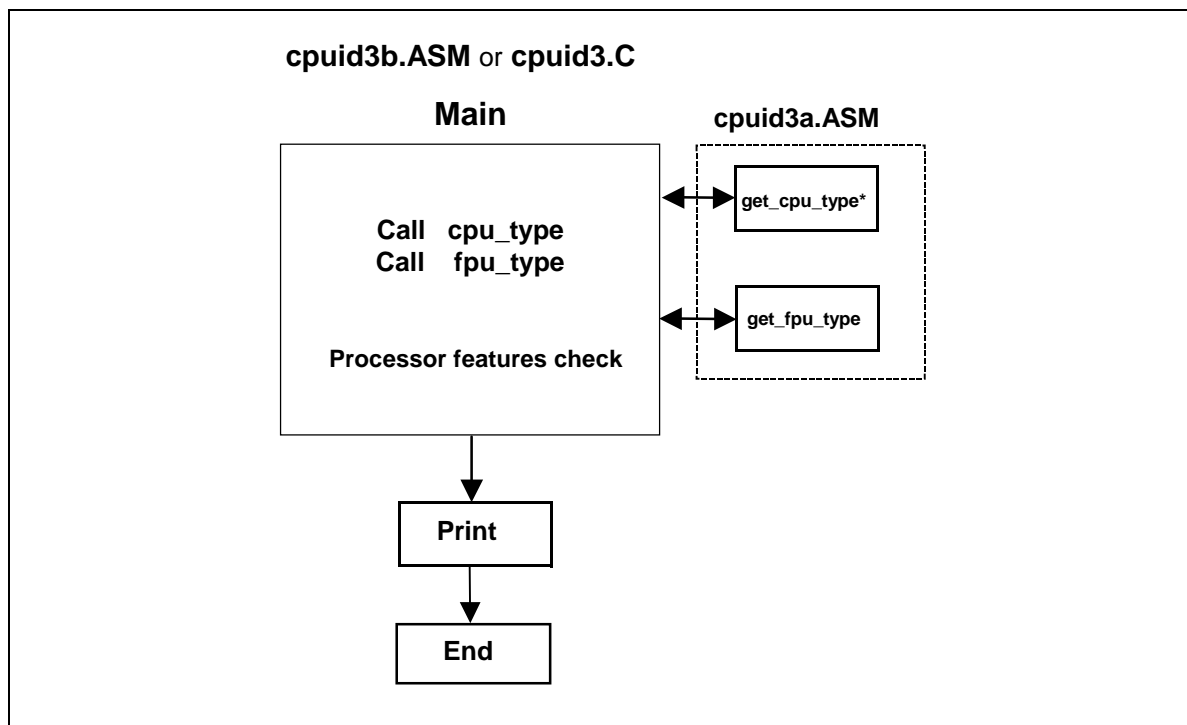 cpuid3b.ASM or cpuid3.C
Main
cpuid3a.ASM
get_cpu_type*
Call cpu_type
Call fpu_type
get_fpu_type
Processor features check
Print
End